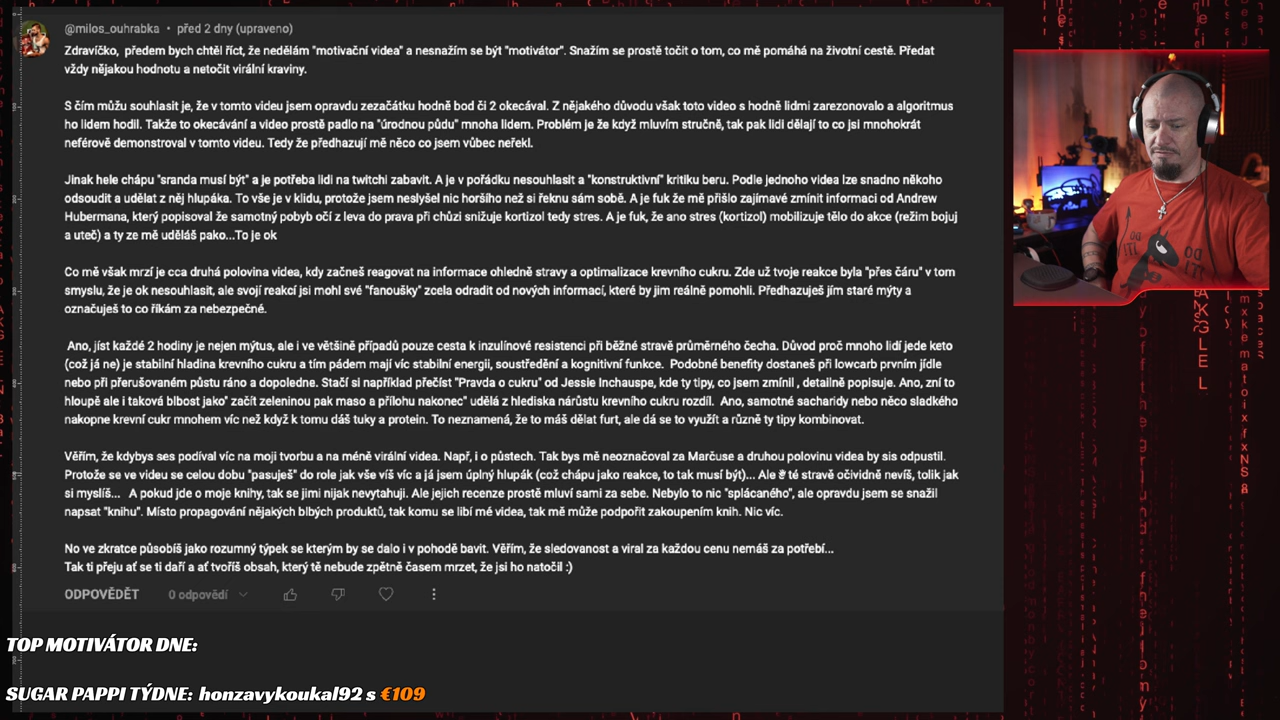 @milos_ouhrabka • před 2 dny (upraveno)
Zdravíčko, předem bych chtěl říct, že nedělám "motivační videa" a nesnažím se být "motivátor". Snažím se prostě točit o tom, co mě pomáhá na životní cestě. Předat
vždy nějakou hodnotu a netočit virální kraviny.
S čím můžu souhlasit je, že v tomto videu jsem opravdu zezačátku hodně bod či 2 okecával. Z nějakého důvodu však toto video s hodně lidmi zarezonovalo a algoritmus
ho lidem hodil. Takže to okecávání a video prostě padlo na "úrodnou půdu" mnoha lidem. Problém je že když mluvím stručně, tak pak lidi dělají to co jsi mnohokrát
neférově demonstroval v tomto videu. Tedy že předhazují mě něco co jsem vůbec neřekl.
Jinak hele chápu "sranda musí být" a je potřeba lidi na twitchi zabavit. A je v pořádku nesouhlasit a "konstruktivní" kritiku beru. Podle jednoho videa lze snadno někoho
odsoudit a udělat z něj hlupáka. To vše je v klidu, protože jsem neslyšel nic horšího než si řeknu sám sobě. A je fuk že mě přišlo zajímavé zmínit informaci od Andrew
Hubermana, který popisoval že samotný pobyb očí z leva do prava při chůzi snižuje kortizol tedy stres. A je fuk, že ano stres (kortizol) mobilizuje tělo do akce (režim bojuj
a uteč) a ty ze mě uděláš pako...To je ok
Co mě však mrzí je cca druhá polovina videa, kdy začneš reagovat na informace ohledně stravy a optimalizace krevního cukru. Zde už tvoje reakce byla "přes čáru" v tom
smyslu, že je ok nesouhlasit, ale svojí reakcí jsi mohl své "fanoušky" zcela odradit od nových informací, které by jim reálně pomohli. Předhazuješ jím staré mýty a
označuješ to co říkám za nebezpečné.
Ano, jíst každé 2 hodiny je nejen mýtus, ale i ve většině případů pouze cesta k inzulínové resistenci při běžné stravě průměrného čecha. Důvod proč mnoho lidí jede keto
(což já ne) je stabilní hladina krevního cukru a tím pádem mají víc stabilní energii, soustředění a kognitivní funkce. Podobné benefity dostaneš při lowcarb prvním jídle
nebo při přerušovaném půstu ráno a dopoledne. Stačí si například přečíst "Pravda o cukru" od Jessie Inchauspe, kde ty tipy, co jsem zmínil , detailně popisuje. Ano, zní to
hloupě ale i taková blbost jako" začít zeleninou pak maso a přílohu nakonec" udělá z hlediska nárůstu krevního cukru rozdíl. Ano, samotné sacharidy nebo něco sladkého
nakopne krevní cukr mnohem víc než když k tomu dáš tuky a protein. To neznamená, že to máš dělat furt, ale dá se to využít a různě ty tipy kombinovat.
Věřím, že kdybys ses podíval víc na moji tvorbu a na méně virální videa. Např, i o půstech. Tak bys mě neoznačoval za Marčuse a druhou polovinu videa by sis odpustil.
Protože se ve videu se celou dobu "pasuješ" do role jak vše víš víc a já jsem úplný hlupák (což chápu jako reakce, to tak musí být)... Ale té stravě očividně nevíš, tolik jak
si myslíš... A pokud jde o moje knihy, tak se jimi nijak nevytahuji. Ale jejich recenze prostě mluví sami za sebe. Nebylo to nic "splácaného", ale opravdu jsem se snažil
napsat "knihu". Místo propagování nějakých blbých produktů, tak komu se libí mé videa, tak mě může podpořit zakoupením knih. Nic víc.
No ve zkratce působíš jako rozumný týpek se kterým by se dalo i v pohodě bavit. Věřím, že sledovanost a viral za každou cenu nemáš za potřebí...
Tak ti přeju ať se ti daří a ať tvoříš obsah, který tě nebude zpětně časem mrzet, že jsi ho natočil :)
ODPOVĚDĚT 0 odpovědí
TOP MOTIVÁTOR DNE:
SUGAR PAPPI TÝDNE: honzavykoukal92 s €109